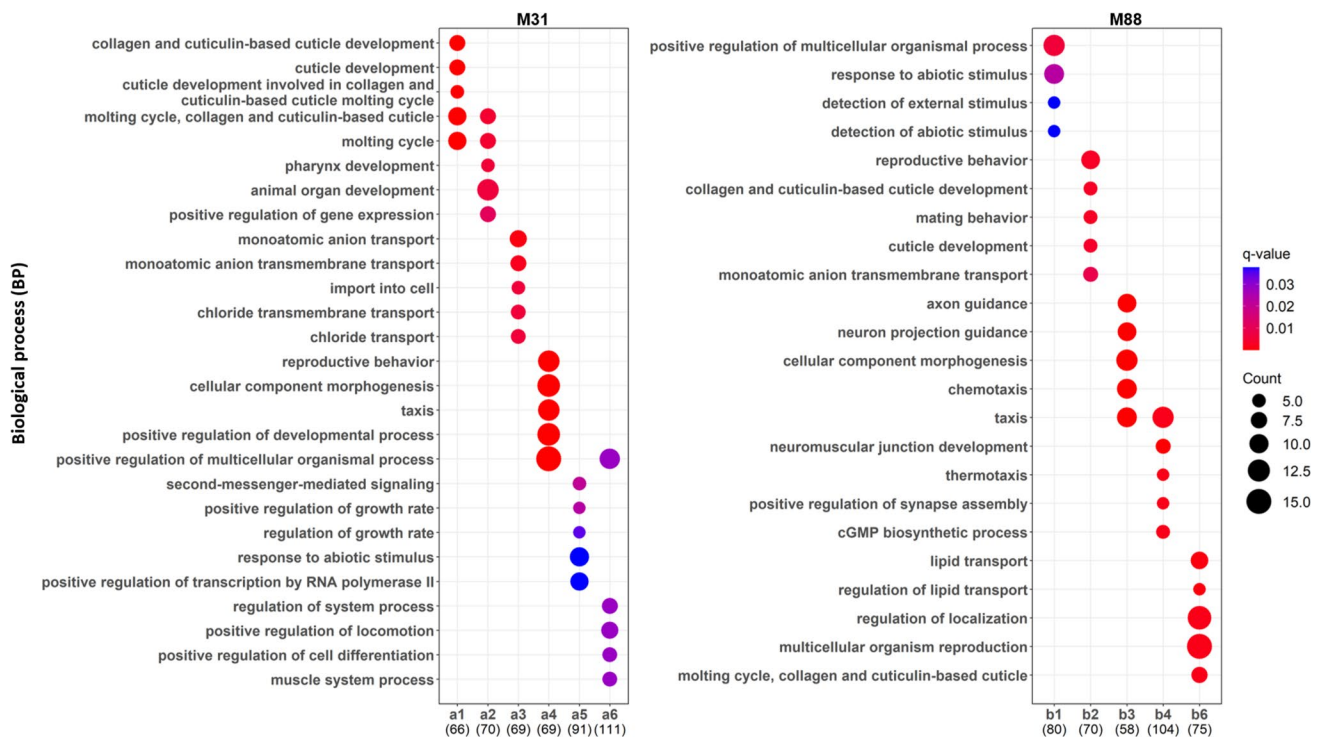 M31
collagen and cuticulin-based cuticle development
cuticle development
cuticle development involved in collagen and
cuticulin-based cuticle molting cycle
molting cycle, collagen and cuticulin-based cuticle
molting cycle
pharynx development
animal organ development
positive regulation of gene expression
monoatomic anion transport
monoatomic anion transmembrane transport
import into cell
chloride transmembrane transport
chloride transport
reproductive behavior
cellular component morphogenesis
taxis
positive regulation of developmental process
positive regulation of multicellular organismal process
second-messenger-mediated signaling
positive regulation of growth rate
regulation of growth rate
response to abiotic stimulus
positive regulation of transcription by RNA polymerase II
regulation of system process
positive regulation of locomotion
positive regulation of cell differentiation
muscle system process
Biological process (BP)
a1 a2 a3 a4 a5 a6
(66) (70) (69) (69) (91) (111)
M88
positive regulation of multicellular organismal process
response to abiotic stimulus
detection of external stimulus
detection of abiotic stimulus
reproductive behavior
collagen and cuticulin-based cuticle development
mating behavior
cuticle development
monoatomic anion transmembrane transport
axon guidance
neuron projection guidance
cellular component morphogenesis
chemotaxis
taxis
neuromuscular junction development
thermotaxis
positive regulation of synapse assembly
cGMP biosynthetic process
lipid transport
regulation of lipid transport
regulation of localization
multicellular organism reproduction
molting cycle, collagen and cuticulin-based cuticle
b1 b2 b3 b4 b6
(80) (70) (58) (104) (75)
q-value
0.03
0.02
0.01
Count
5.0
7.5
10.0
12.5
15.0